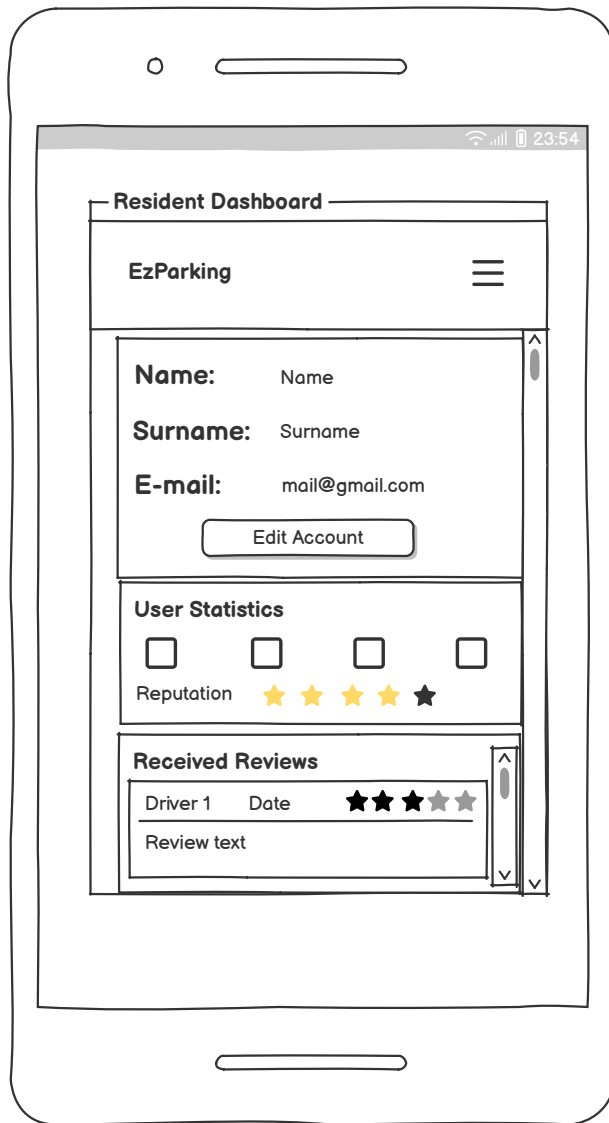 23:54
Resident Dashboard
EzParking
Name: Name
Surname: Surname
E-mail: mail@gmail.com
Edit Account
User Statistics
Reputation
Received Reviews
Driver 1 Date
Review text